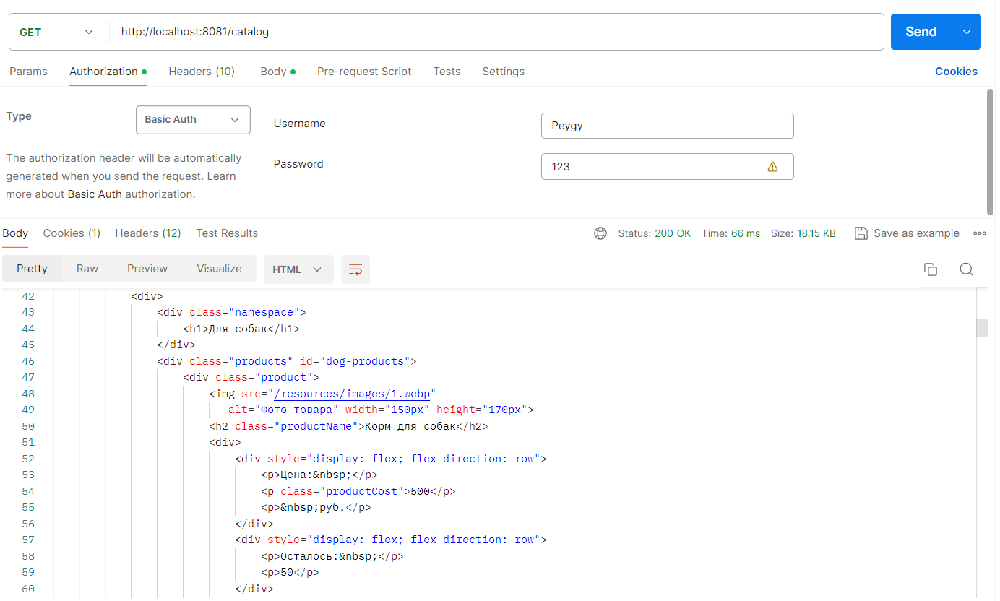 GET http://localhost:8081/catalog Send
Params Authorization Headers (10) Body Pre-request Script Tests Settings Cookies
Type Basic Auth
The authorization header will be automatically
generated when you send the request. Learn
more about Basic Auth authorization.
Username Peygy
Password 123
Body Cookies (1) Headers (12) Test Results Status: 200 OK Time: 66 ms Size: 18.15 KB Save as example
Pretty Raw Preview Visualize HTML
42 <div>
43 <div class="namespace">
44 <h1>Для собак</h1>
45 </div>
46 <div class="products" id="dog-products">
47 <div class="product">
48 <img src="/resources/images/1.webp"
49 alt="Фото товара" width="150px" height="170px">
50 <h2 class="productName">Корм для собак</h2>
51 <div>
52 <div style="display: flex; flex-direction: row">
53 <p>Цена:&nbsp;</p>
54 <p class="productCost">500</p>
55 <p>&nbsp;руб.</p>
56 </div>
57 <div style="display: flex; flex-direction: row">
58 <p>Осталось:&nbsp;</p>
59 <p>50</p>
60 </div>